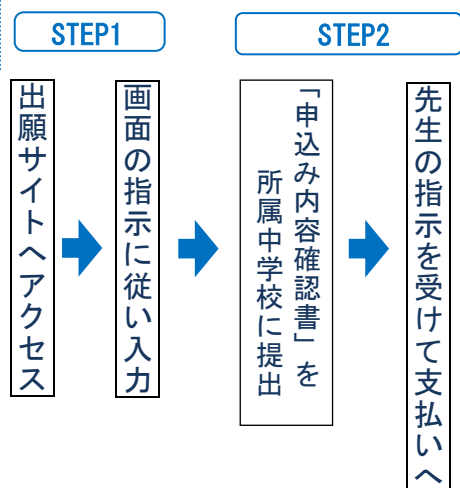 STEP1
STEP2
出願サイトへアクセス
画面の指示に従い入力
「申込み内容確認書」を
所属中学校に提出
先生の指示を受けて支払いへ